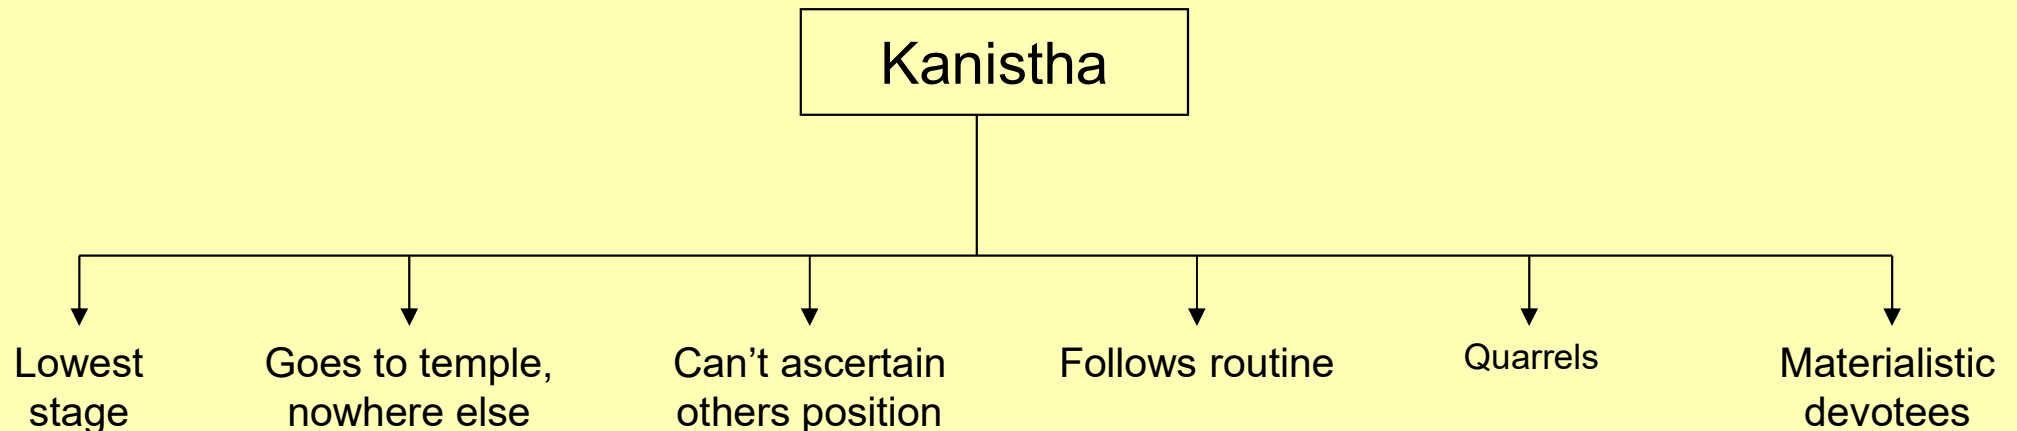 Kanistha
Lowest
stage
Goes to temple,
nowhere else
Can’t ascertain
others position
Follows routine
Quarrels
Materialistic
devotees